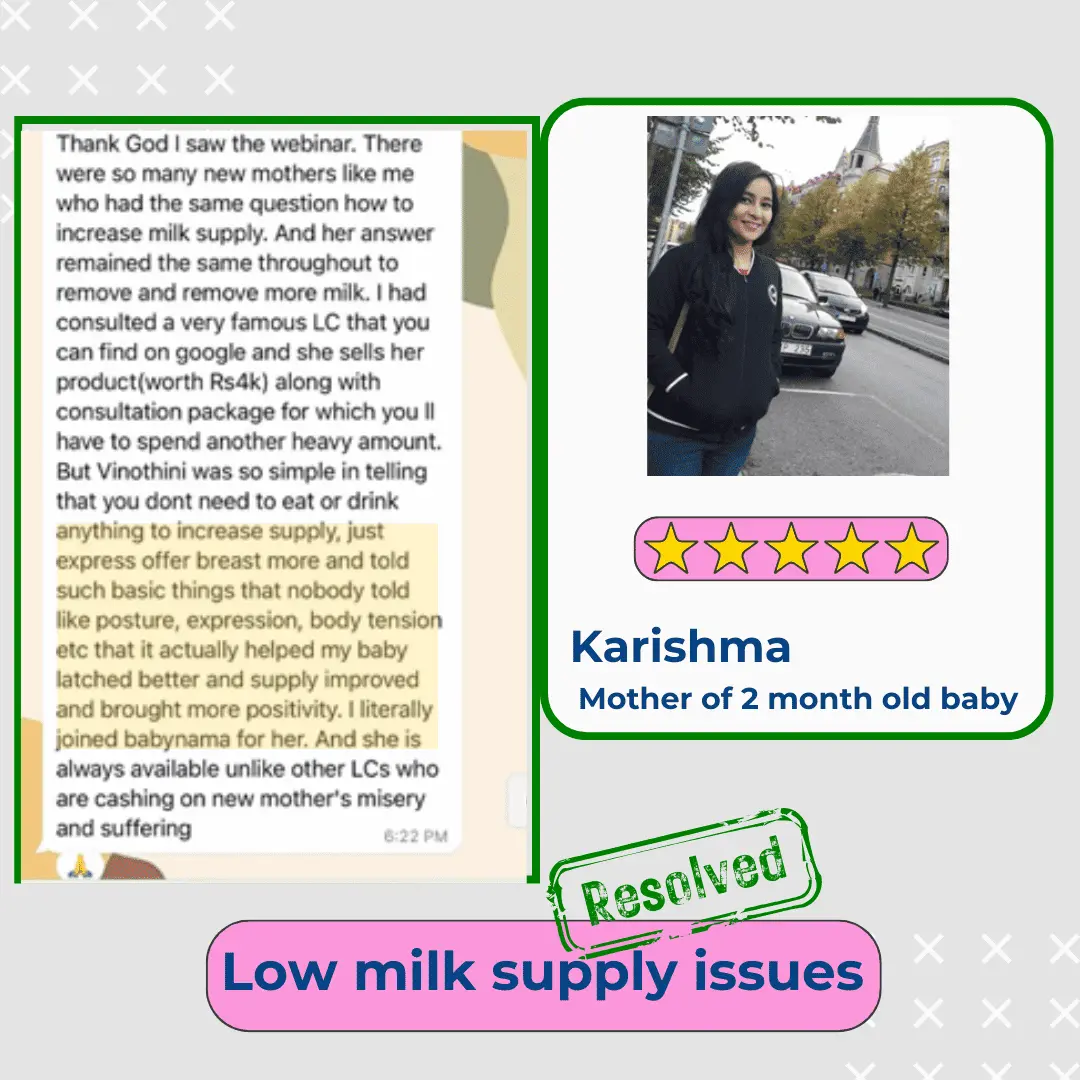 Thank God I saw the webinar. There
were so many new mothers like me
who had the same question how to
increase milk supply. And her answer
remained the same throughout to
remove and remove more milk. I had
consulted a very famous LC that you
can find on google and she sells her
product(worth Rs4k) along with
consultation package for which you ll
have to spend another heavy amount.
But Vinothini was so simple in telling
that you dont need to eat or drink
anything to increase supply, just
express offer breast more and told
such basic things that nobody told
like posture, expression, body tension
etc that it actually helped my baby
latched better and supply improved
and brought more positivity. I literally
joined babynama for her. And she is
always available unlike other LCs who
are cashing on new mother's misery
and suffering
6:22 PM
Karishma
Mother of 2 month old baby
Resolved
Low milk supply issues